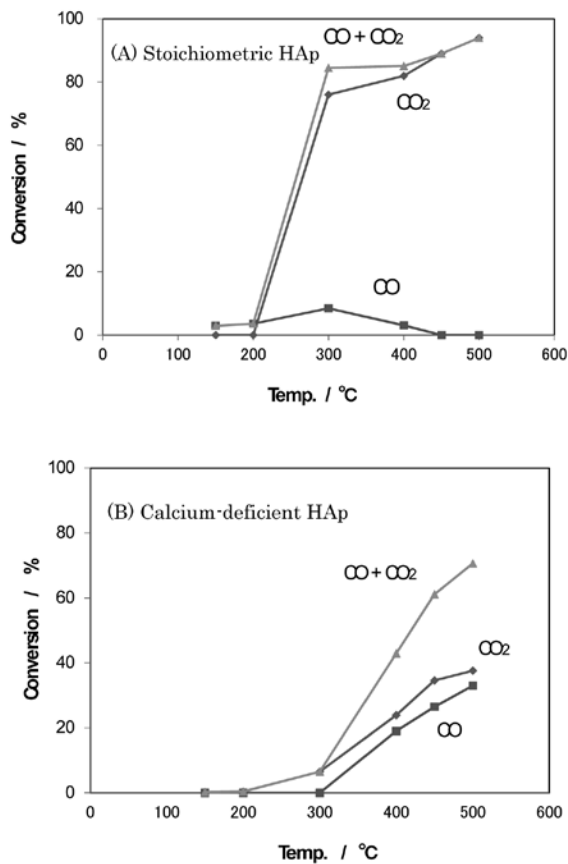 100
CO + CO₂
(A) Stoichiometric HAp
80
CO₂
60
Conversion / %
40
20
CO
0
0 100 200 300 400 500 600
Temp. / °C
100
(B) Calcium-deficient HAp
80
CO + CO₂
60
Conversion / %
40
CO₂
20
CO
0
0 100 200 300 400 500 600
Temp. / °C